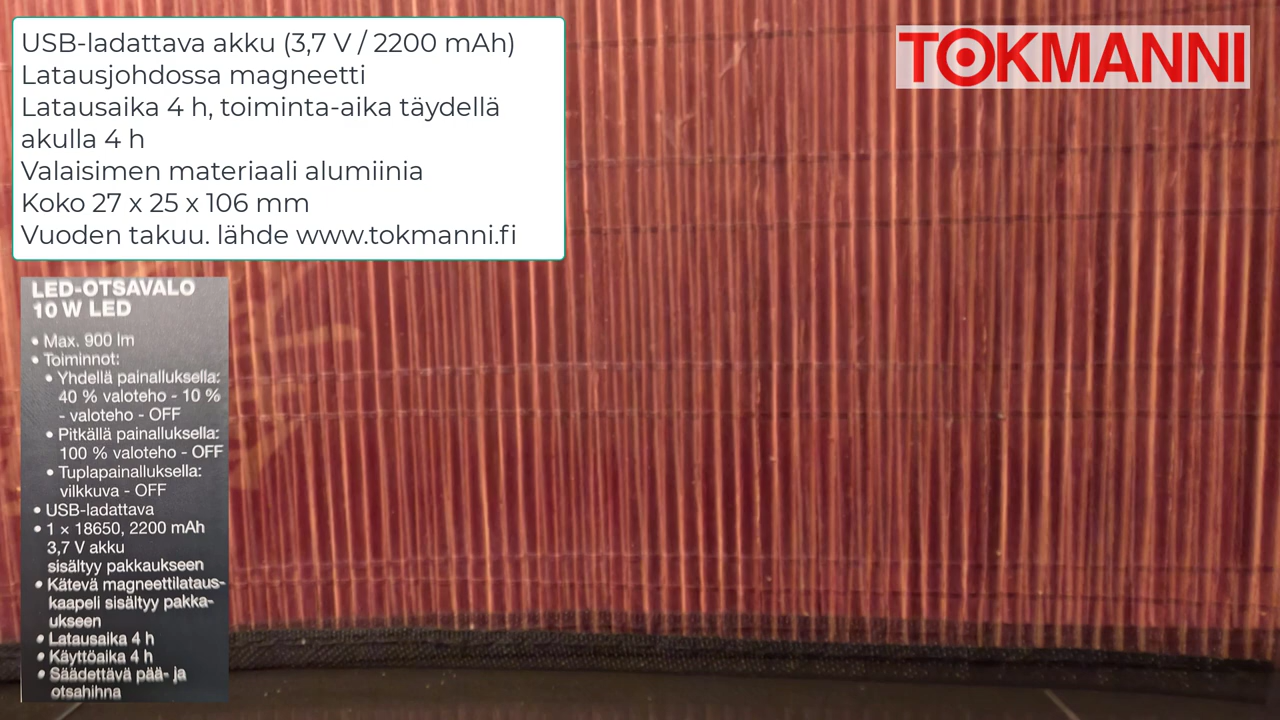 USB-ladattava akku (3,7 V / 2200 mAh)
Latausjohdossa magneetti
Latausaika 4 h, toiminta-aika täydellä
akulla 4 h
Valaisimen materiaali alumiinia
Koko 27 x 25 x 106 mm
Vuoden takuu. lähde www.tokmanni.fi
TOKMANNI
LED-OTSAVALO
10 W LED
• Max. 900 lm
• Toiminnot:
• Yhdellä painalluksella:
40 % valoteho - 10 %
- valoteho - OFF
• Pitkällä painalluksella:
100 % valoteho - OFF
• Tuplapainalluksella:
vilkkuva - OFF
• USB-ladattava
• 1 × 18650, 2200 mAh
3,7 V akku
sisältyy pakkaukseen
• Kätevä magneettilataus-
kaapeli sisältyy pakka-
ukseen
• Latausaika 4 h
• Käyttöaika 4 h
• Säädettävä pää- ja
otsahihna